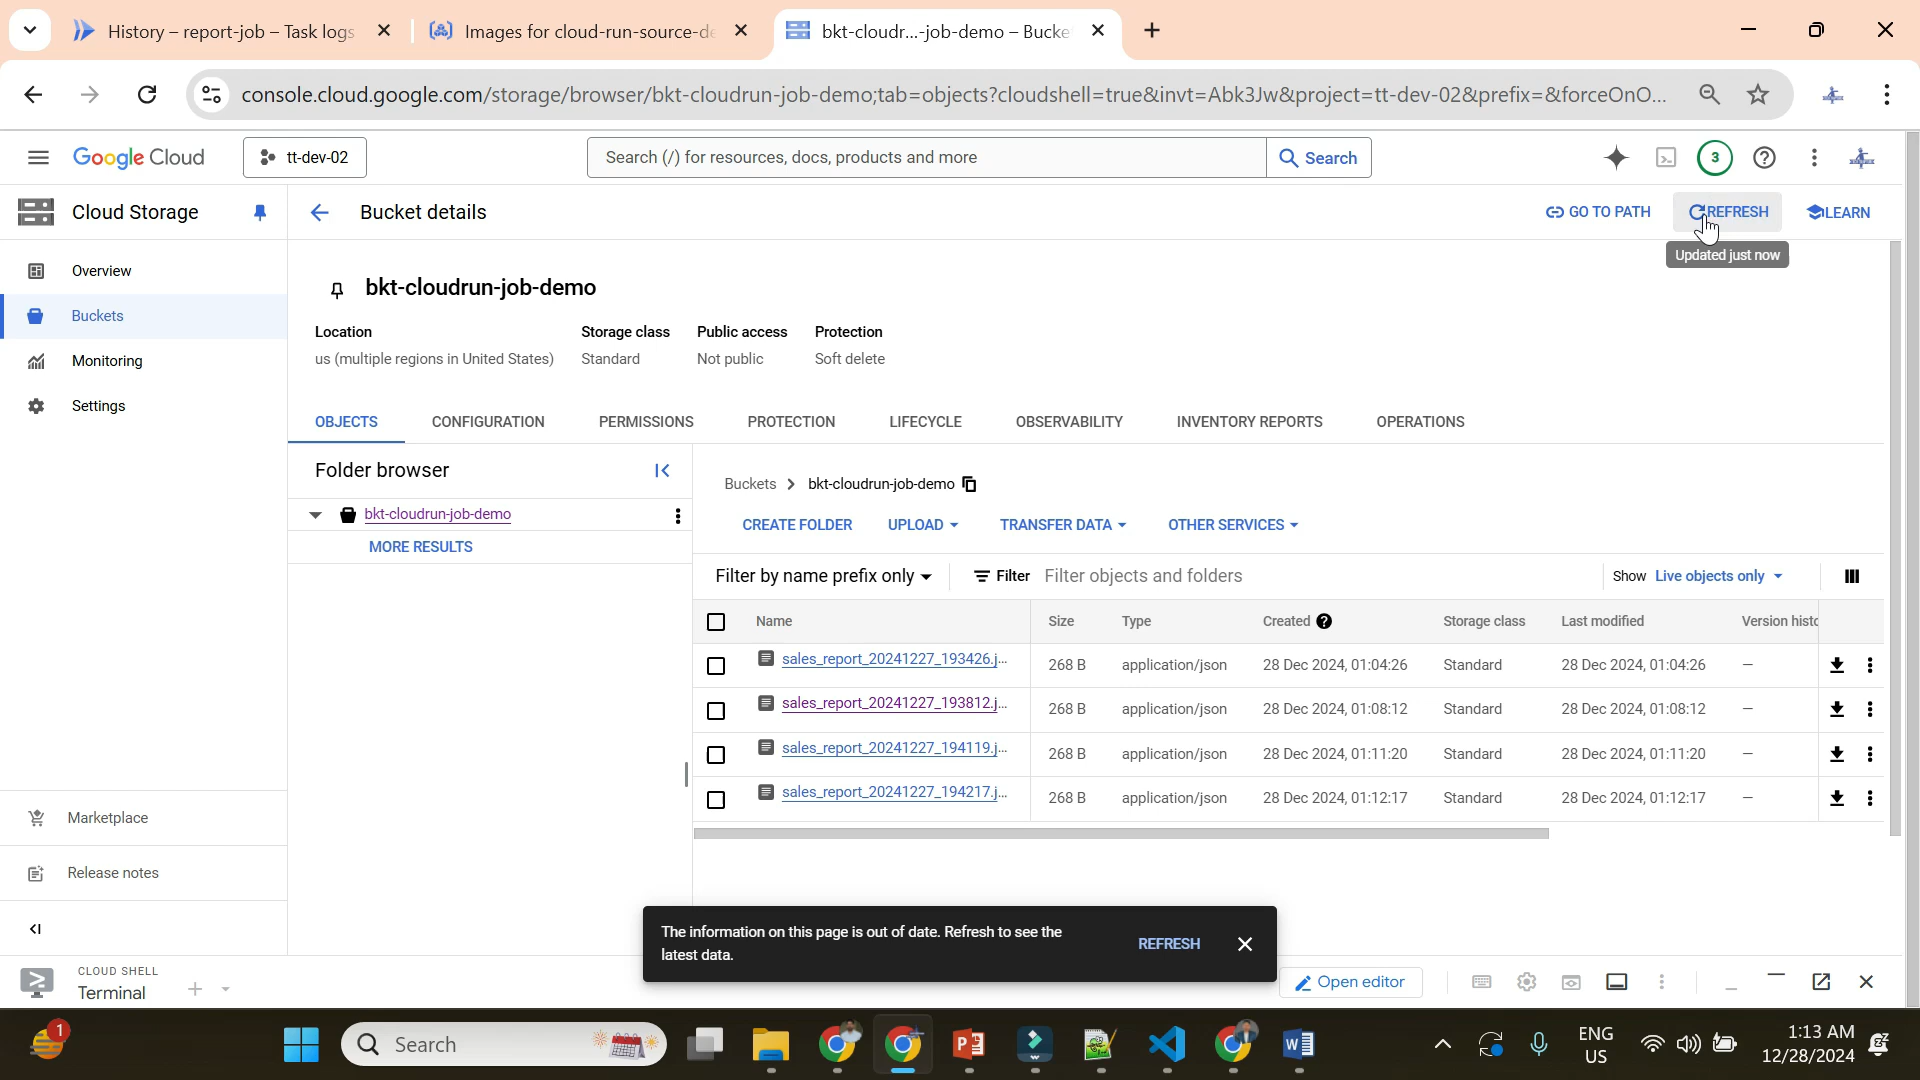 History – report-job – Task logs
Images for cloud-run-source-de
bkt-cloudr...-job-demo – Bucke
console.cloud.google.com/storage/browser/bkt-cloudrun-job-demo;tab=objects?cloudshell=true&invt=Abk3Jw&project=tt-dev-02&prefix=&forceOnO...
Google Cloud
tt-dev-02
Search (/) for resources, docs, products and more
Search
3
Cloud Storage
Bucket details
GO TO PATH
REFRESH
LEARN
Updated just now
Overview
Buckets
Monitoring
Settings
Marketplace
Release notes
bkt-cloudrun-job-demo
Location Storage class Public access Protection
us (multiple regions in United States) Standard Not public Soft delete
OBJECTS CONFIGURATION PERMISSIONS PROTECTION LIFECYCLE OBSERVABILITY INVENTORY REPORTS OPERATIONS
Folder browser
bkt-cloudrun-job-demo
MORE RESULTS
Buckets > bkt-cloudrun-job-demo
CREATE FOLDER UPLOAD TRANSFER DATA OTHER SERVICES
Filter by name prefix only Filter Filter objects and folders Show Live objects only
Name Size Type Created Storage class Last modified Version histo
sales_report_20241227_193426.j... 268 B application/json 28 Dec 2024, 01:04:26 Standard 28 Dec 2024, 01:04:26 –
sales_report_20241227_193812.j... 268 B application/json 28 Dec 2024, 01:08:12 Standard 28 Dec 2024, 01:08:12 –
sales_report_20241227_194119.j... 268 B application/json 28 Dec 2024, 01:11:20 Standard 28 Dec 2024, 01:11:20 –
sales_report_20241227_194217.j... 268 B application/json 28 Dec 2024, 01:12:17 Standard 28 Dec 2024, 01:12:17 –
The information on this page is out of date. Refresh to see the
latest data.
REFRESH
CLOUD SHELL
Terminal
Open editor
1
Search
ENG
US
1:13 AM
12/28/2024